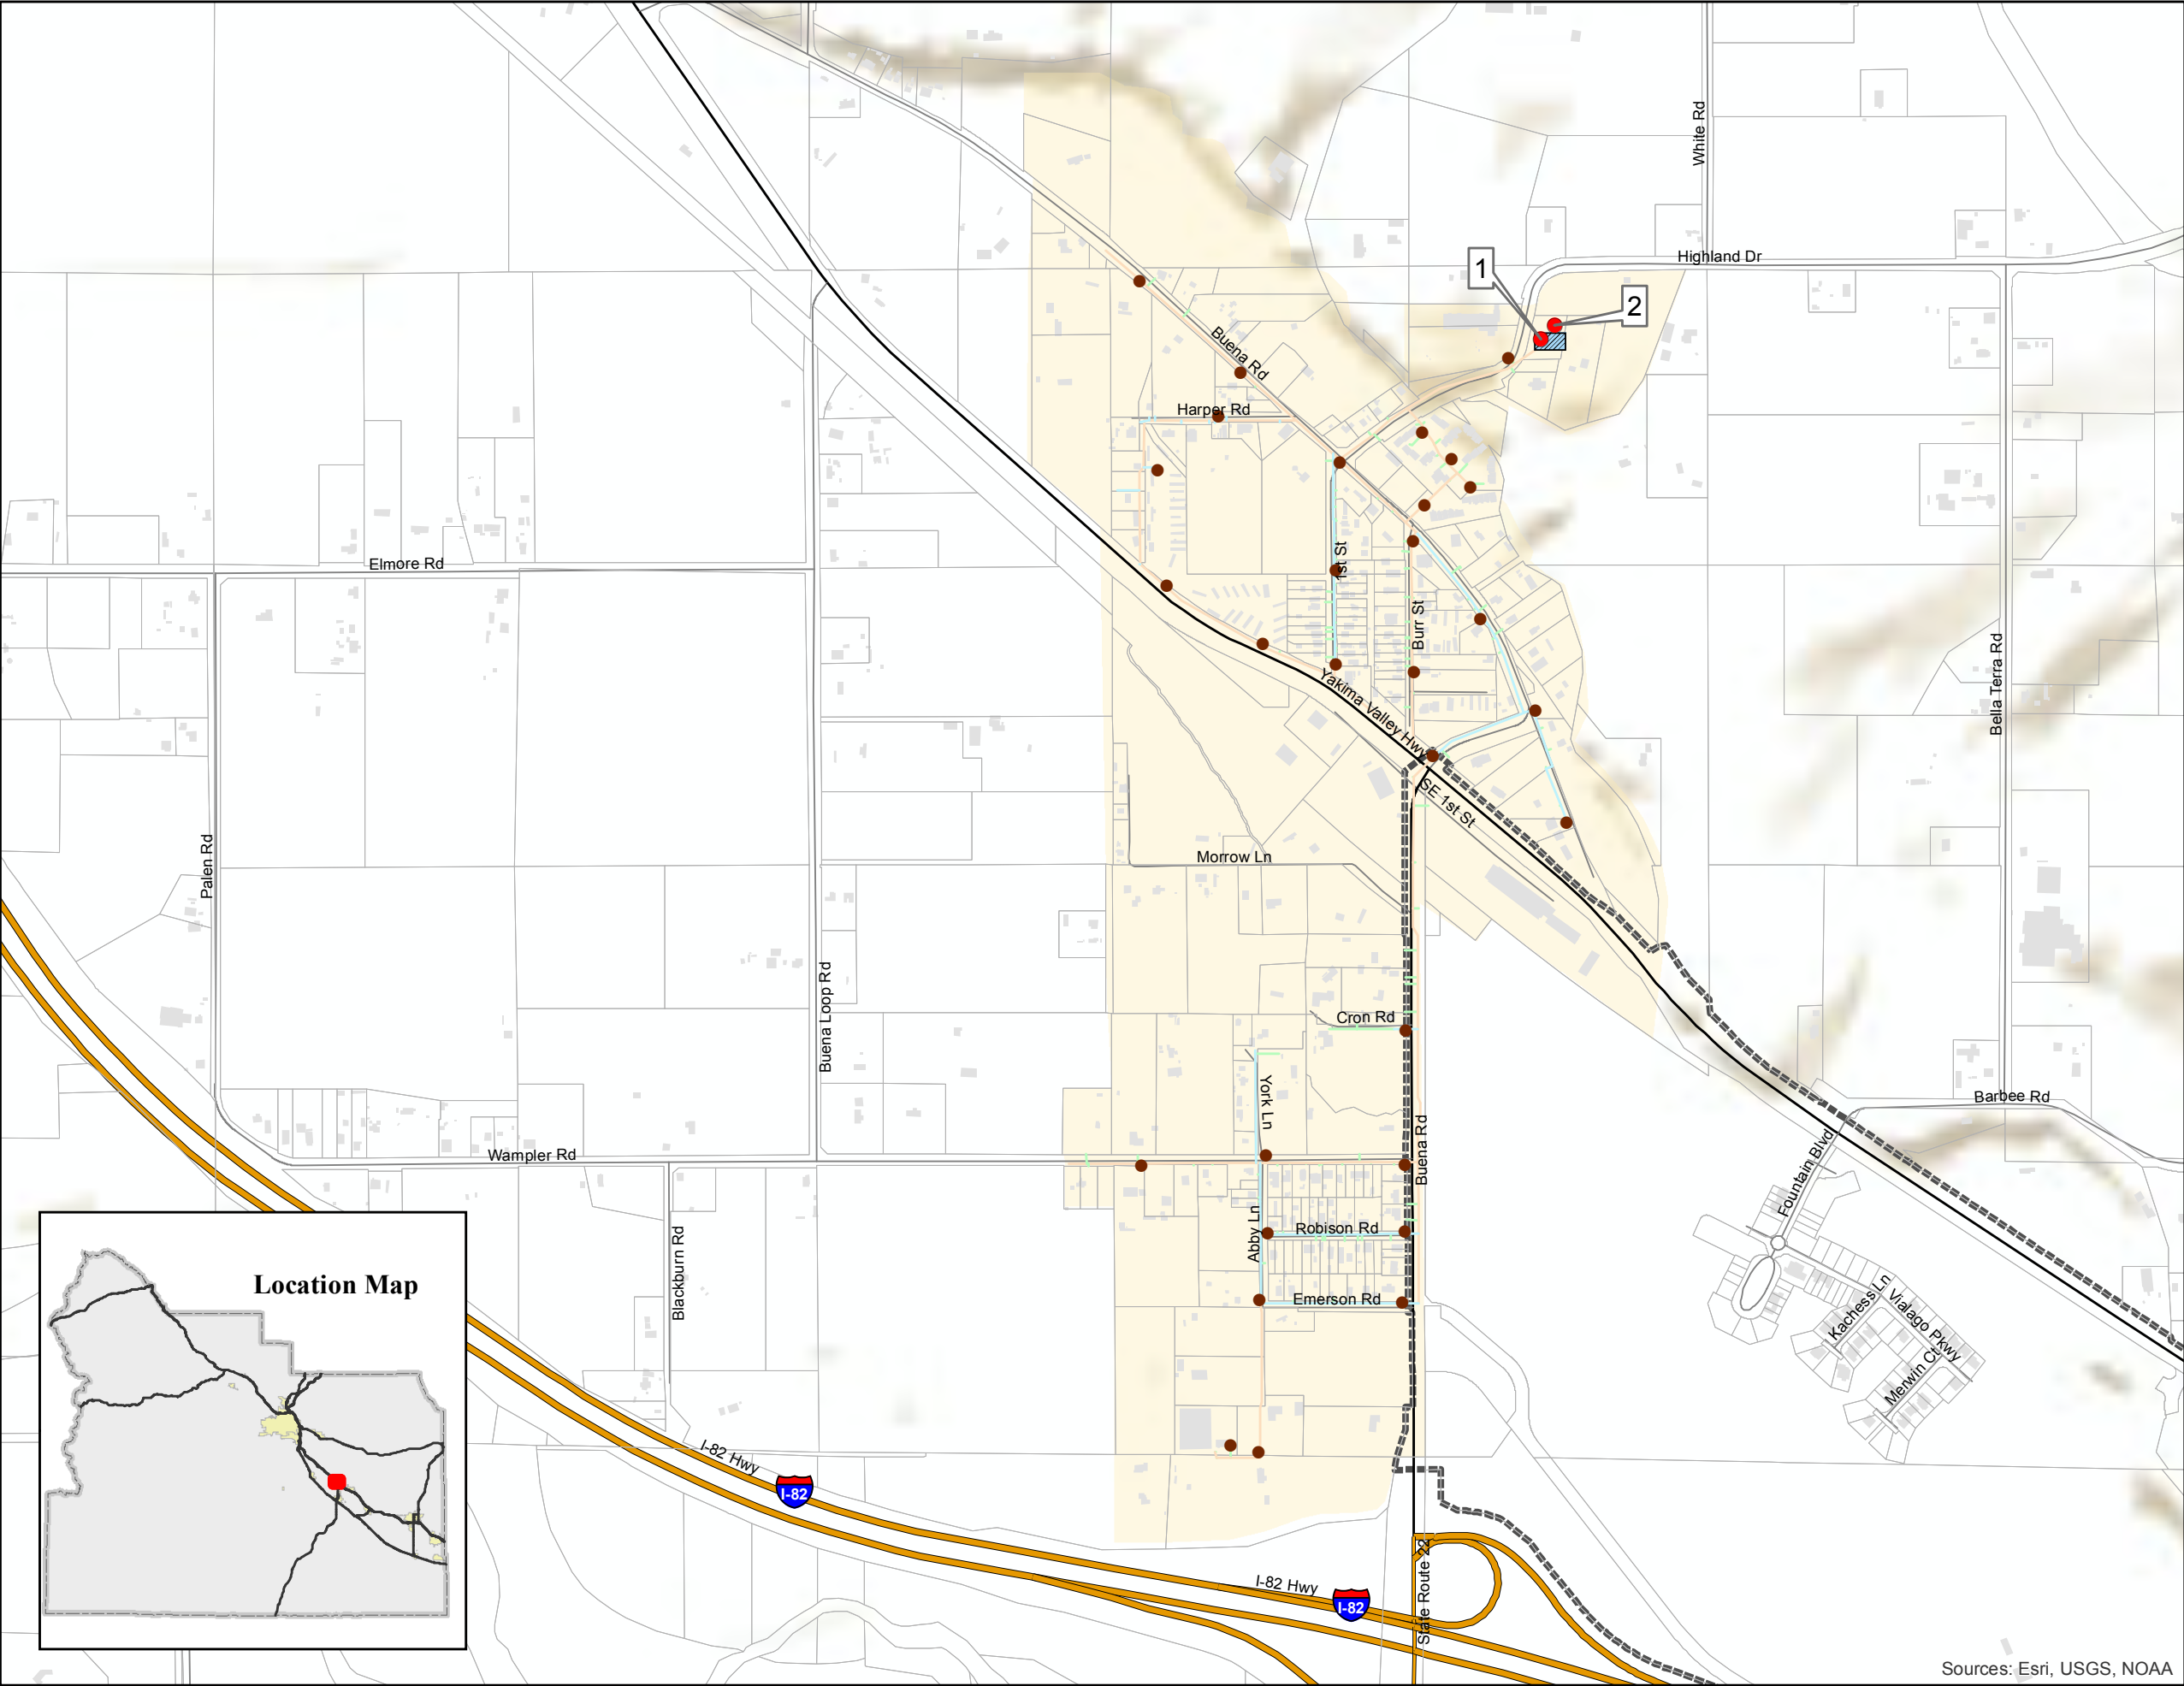 White Rd
Highland Dr
1
2
Buena Rd
Harper Rd
1st St
Elmore Rd
Burr St
Bella Terra Rd
Yakima Valley Hwy
SE 1st St
Palen Rd
Morrow Ln
Buena Loop Rd
Cron Rd
York Ln
Buena Rd
Barbee Rd
Wampler Rd
Fountain Blvd
Abby Ln
Robison Rd
Blackburn Rd
Emerson Rd
Kachess Ln
Vialago Pkwy
Merwin Ct
Location Map
I-82 Hwy
I-82
I-82 Hwy
I-82
State Route 22
Sources: Esri, USGS, NOAA